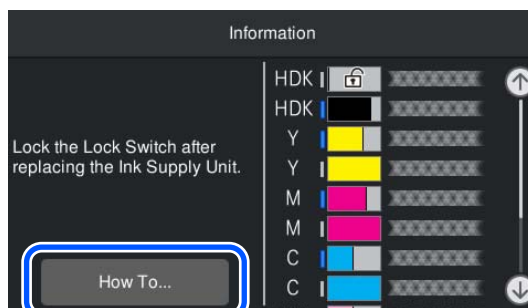 Information
Lock the Lock Switch after
replacing the Ink Supply Unit.
How To...
HDK
HDK
Y
Y
M
M
C
C